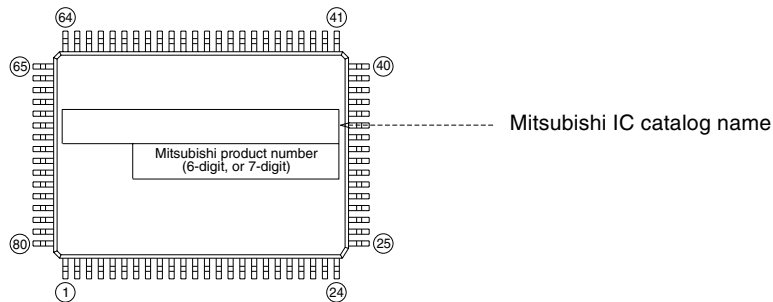 64 41
65 40
Mitsubishi IC catalog name
Mitsubishi product number
(6-digit, or 7-digit)
80 25
1 24